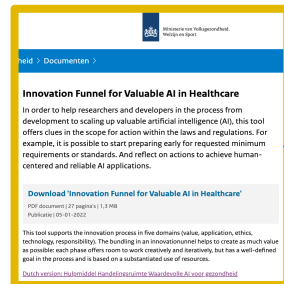 Ministerie van Volksgezondheid,
Welzijn en Sport
heid > Documenten >
Innovation Funnel for Valuable AI in Healthcare
In order to help researchers and developers in the process from
development to scaling up valuable artificial intelligence (AI), this tool
offers clues in the scope for action within the laws and regulations. For
example, it is possible to start preparing early for requested minimum
requirements or standards. And reflect on actions to achieve human-
centered and reliable AI applications.
Download 'Innovation Funnel for Valuable AI in Healthcare'
PDF document | 27 pagina's | 1,3 MB
Publicatie | 05-01-2022
This tool supports the innovation process in five domains (value, application, ethics,
technology, responsibility). The bundling in an innovationunnel helps to create as much value
as possible: each phase offers room to work creatively and iteratively, but has a well-defined
goal in the process and is based on a substantiated use of resources.
Dutch version: Hulpmiddel Handelingsruimte Waardevolle AI voor gezondheid